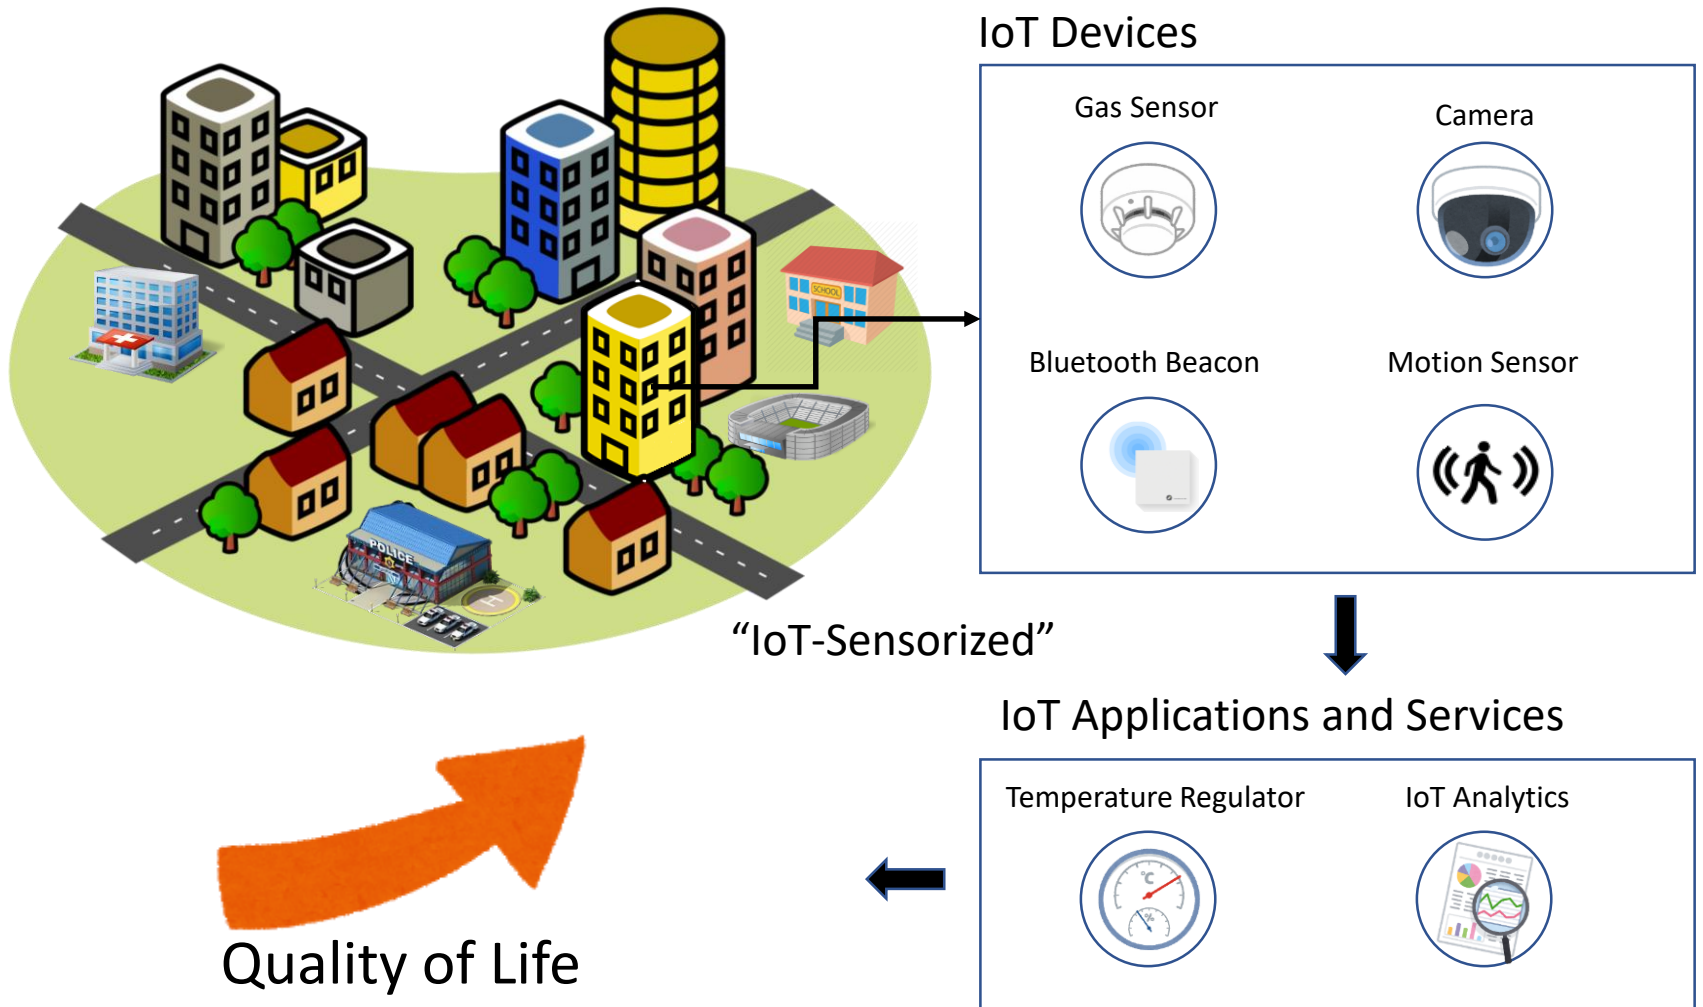 IoT Devices
Gas Sensor
Camera
SCHOOL
Bluetooth Beacon
Motion Sensor
POLICE
H
“IoT-Sensorized”
IoT Applications and Services
Temperature Regulator
IoT Analytics
°C
%
Quality of Life